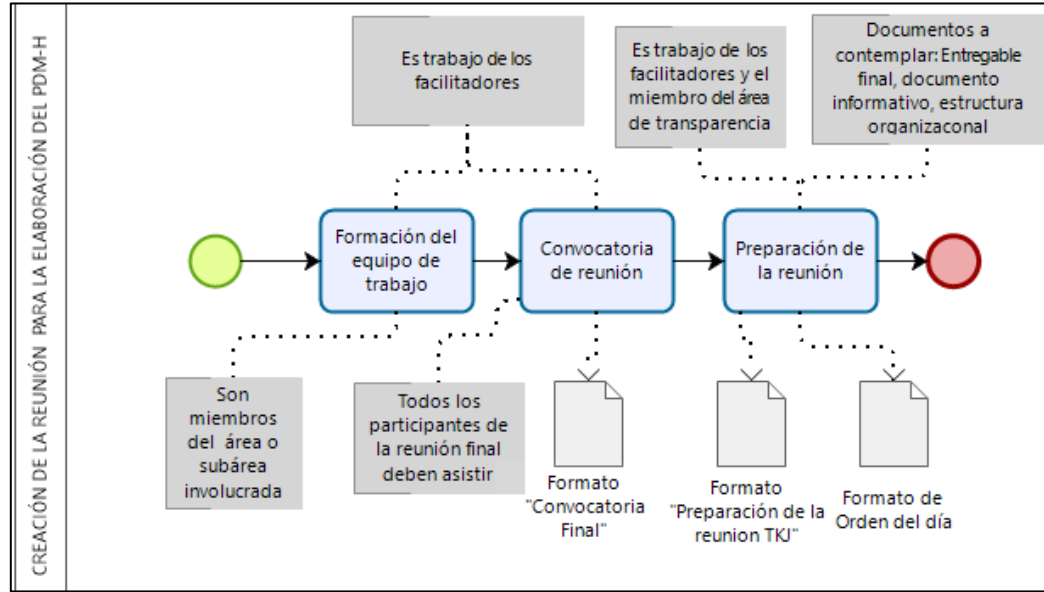 CREACIÓN DE LA REUNIÓN PARA LA ELABORACIÓN DEL PDM-H
Es trabajo de los
facilitadores
Es trabajo de los
facilitadores y el
miembro del área
de transparencia
Documentos a
contemplar: Entregable
final, documento
informativo, estructura
organizaconal
Formación del
equipo de
trabajo
Convocatoria
de reunión
Preparación de
la reunión
Son
miembros
del área o
subárea
involucrada
Todos los
participantes de
la reunión final
deben asistir
Formato
"Convocatoria
Final"
Formato
"Preparación de la
reunion TKJ"
Formato de
Orden del día